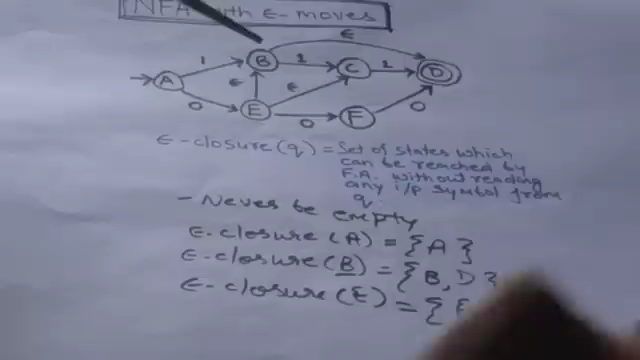 NFA with ε-moves
ε
1 B 1 C 1 D
A ε ε
0 E 0 F 0
ε-closure(q) = Set of states which
can be reached by
F.A. without reading
any i/p symbol from
q.
- Never be empty
ε-closure(A) = {A}
ε-closure(B) = {B, D}
ε-closure(E) = {E